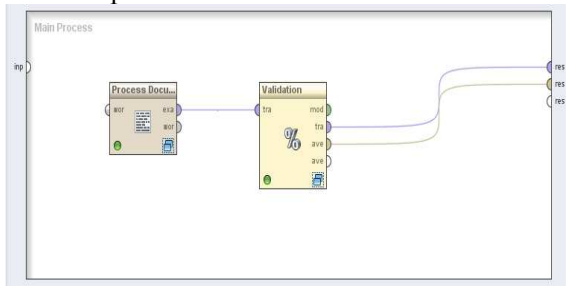 Main Process
inp
res
res
res
Process Docu...
wor
exa
wor
Validation
tra
mod
tra
%
ave
ave